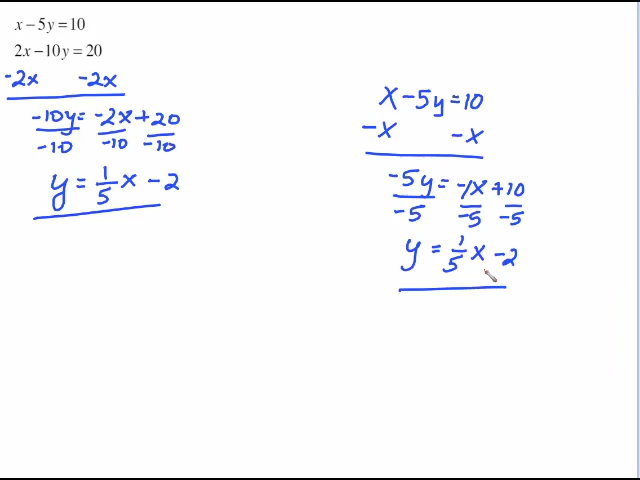 x − 5y = 10
2x − 10y = 20
-2x -2x
-10y = -2x + 20
-10 -10 -10
y = 1/5 x - 2
x - 5y = 10
-x -x
-5y = -1x + 10
-5 -5 -5
y = 1/5 x - 2